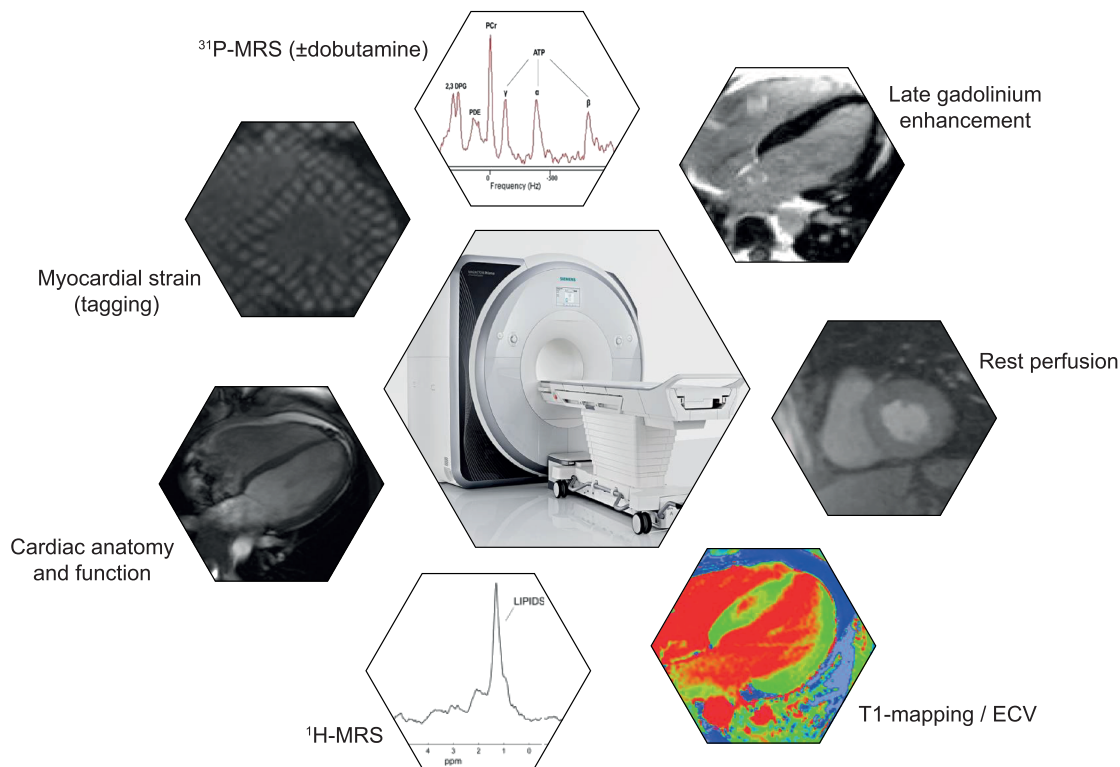 ³¹P-MRS (±dobutamine)
PCr
ATP
2,3 DPG
PDE
γ
α
β
0
-500
Frequency (Hz)
Late gadolinium
enhancement
Myocardial strain
(tagging)
SIEMENS
Rest perfusion
Cardiac anatomy
and function
LIPIDS
4
3
2
1
0
ppm
¹H-MRS
T1-mapping / ECV